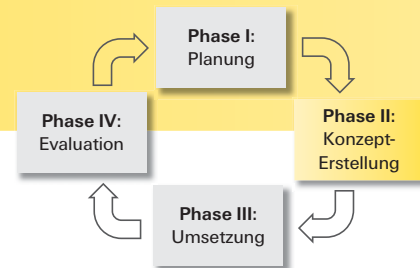 Phase I:
Planung
Phase II:
Konzept-
Erstellung
Phase III:
Umsetzung
Phase IV:
Evaluation